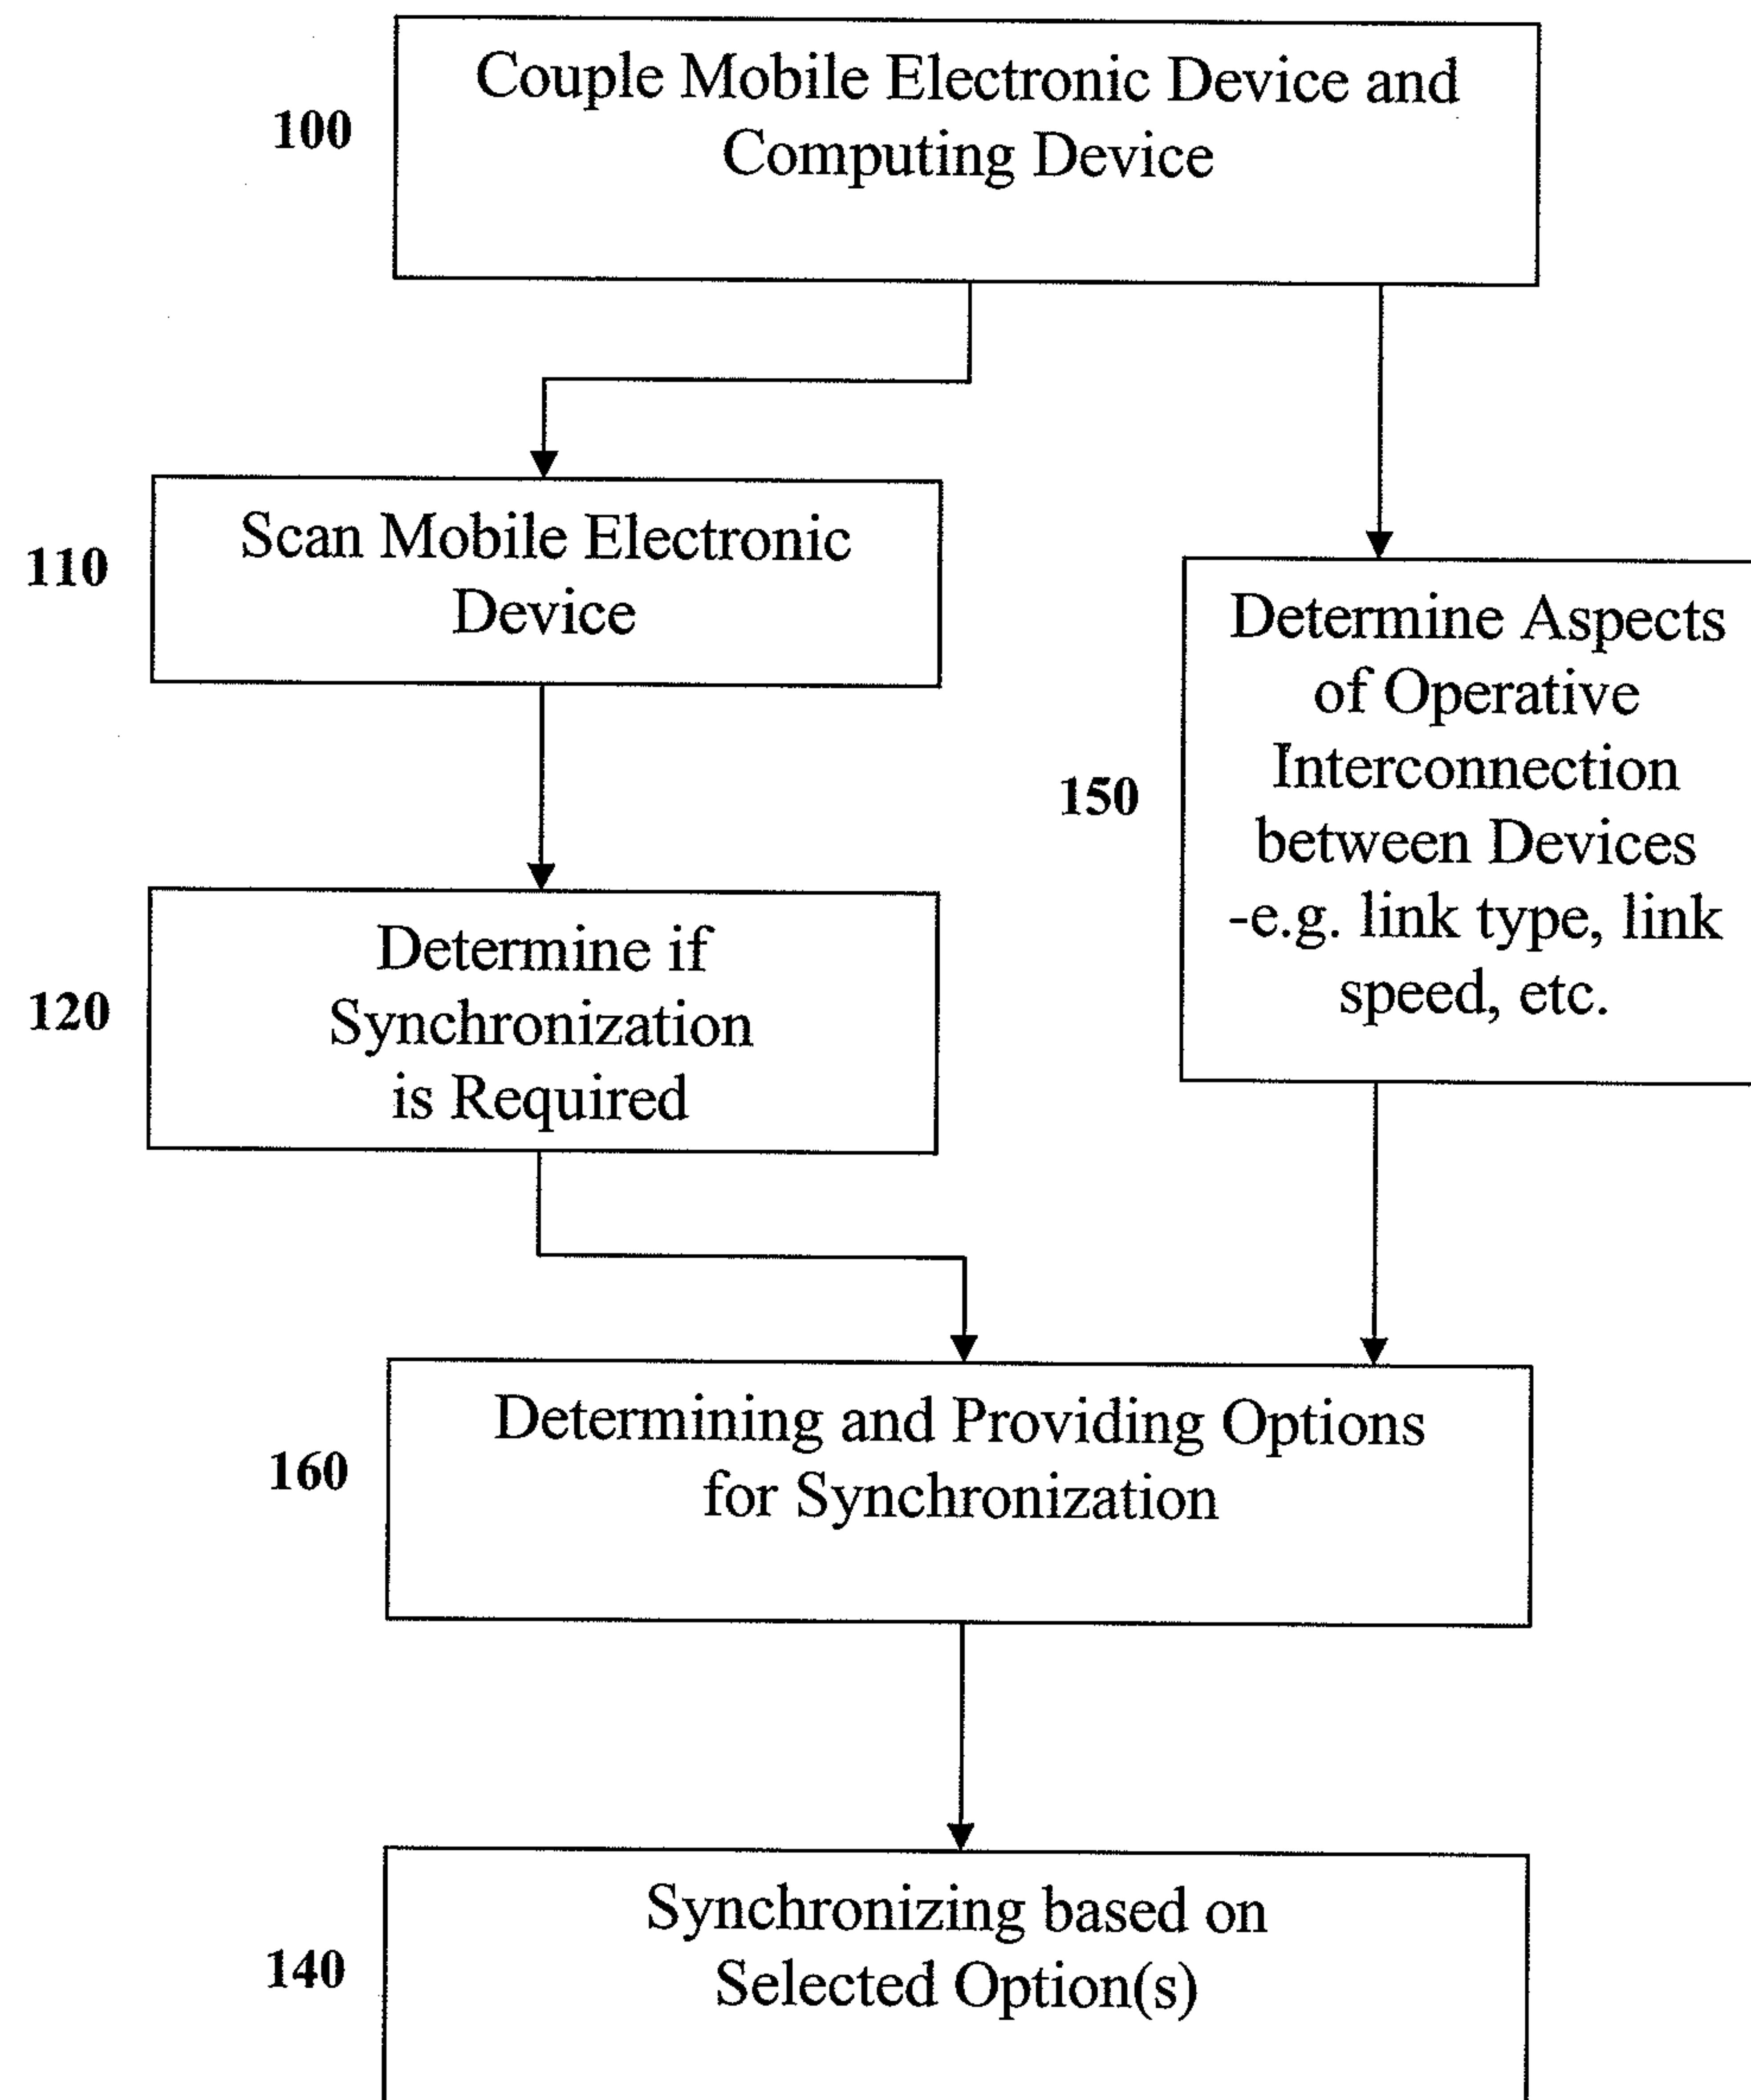 100
Couple Mobile Electronic Device and
Computing Device
110
Scan Mobile Electronic
Device
150
Determine Aspects
of Operative
Interconnection
between Devices
-e.g. link type, link
speed, etc.
120
Determine if
Synchronization
is Required
160
Determining and Providing Options
for Synchronization
140
Synchronizing based on
Selected Option(s)